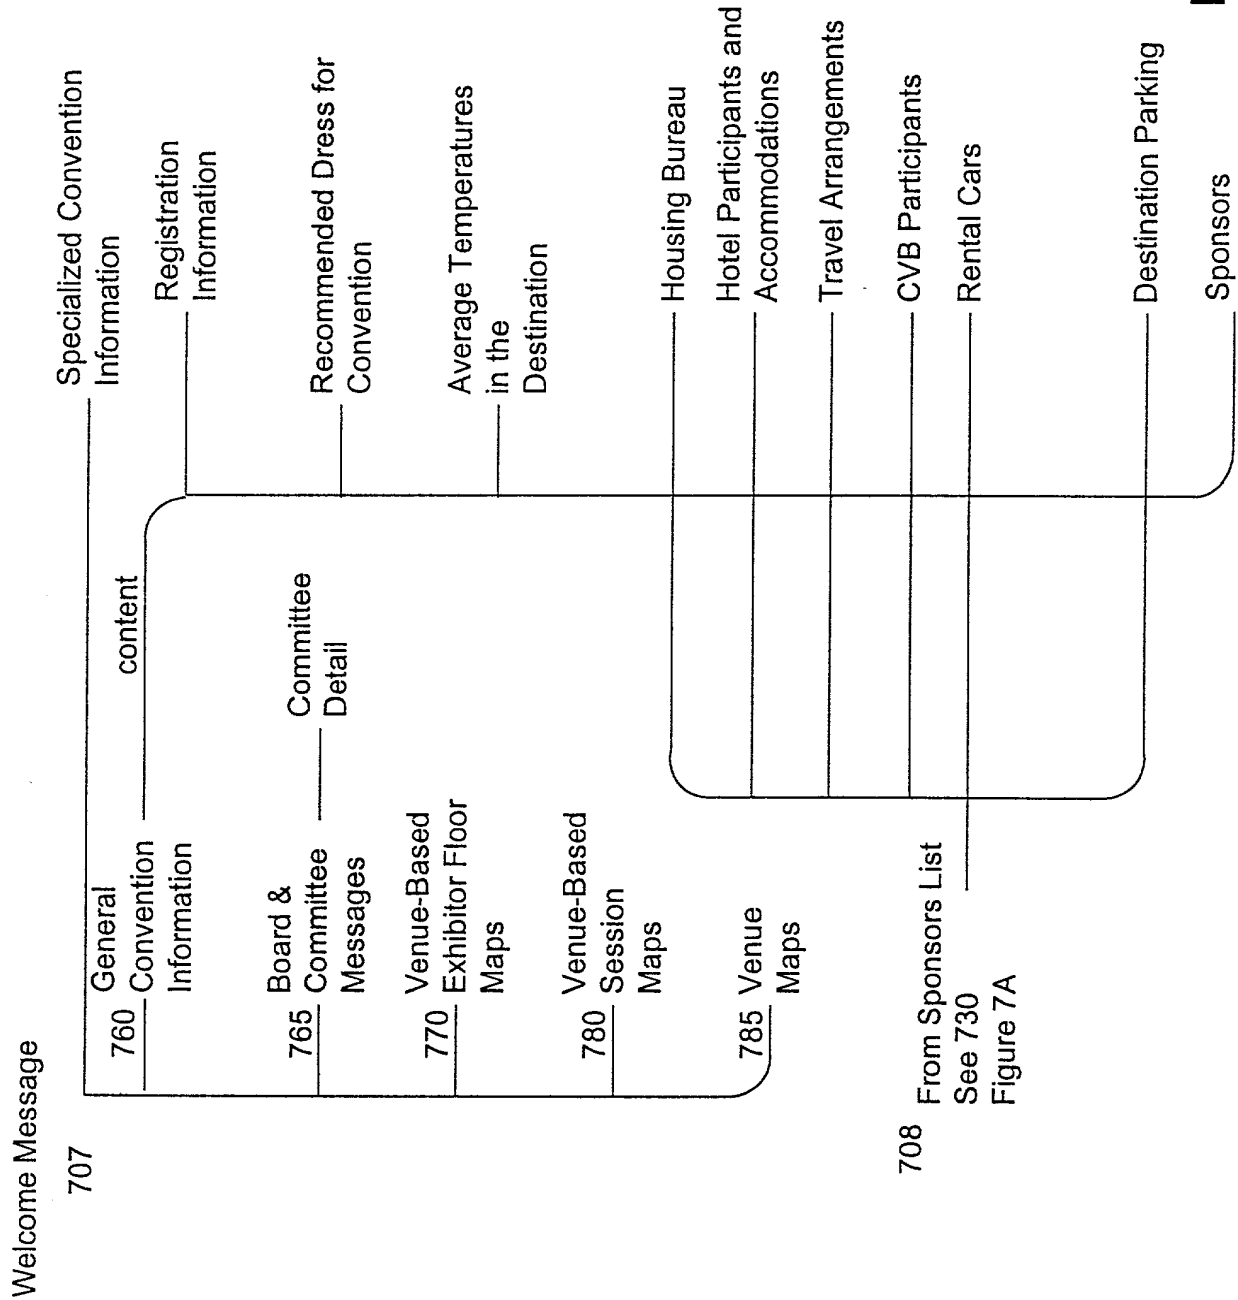 Welcome Message
707
Specialized Convention
Information
760
General
Convention
Information
content
Registration
Information
765
Board &
Committee
Messages
Committee
Detail
Recommended Dress for
Convention
770
Venue-Based
Exhibitor Floor
Maps
Average Temperatures
in the
Destination
780
Venue-Based
Session
Maps
785
Venue
Maps
Housing Bureau
Hotel Participants and
Accommodations
Travel Arrangements
CVB Participants
Rental Cars
Destination Parking
Sponsors
708
From Sponsors List
See 730
Figure 7A